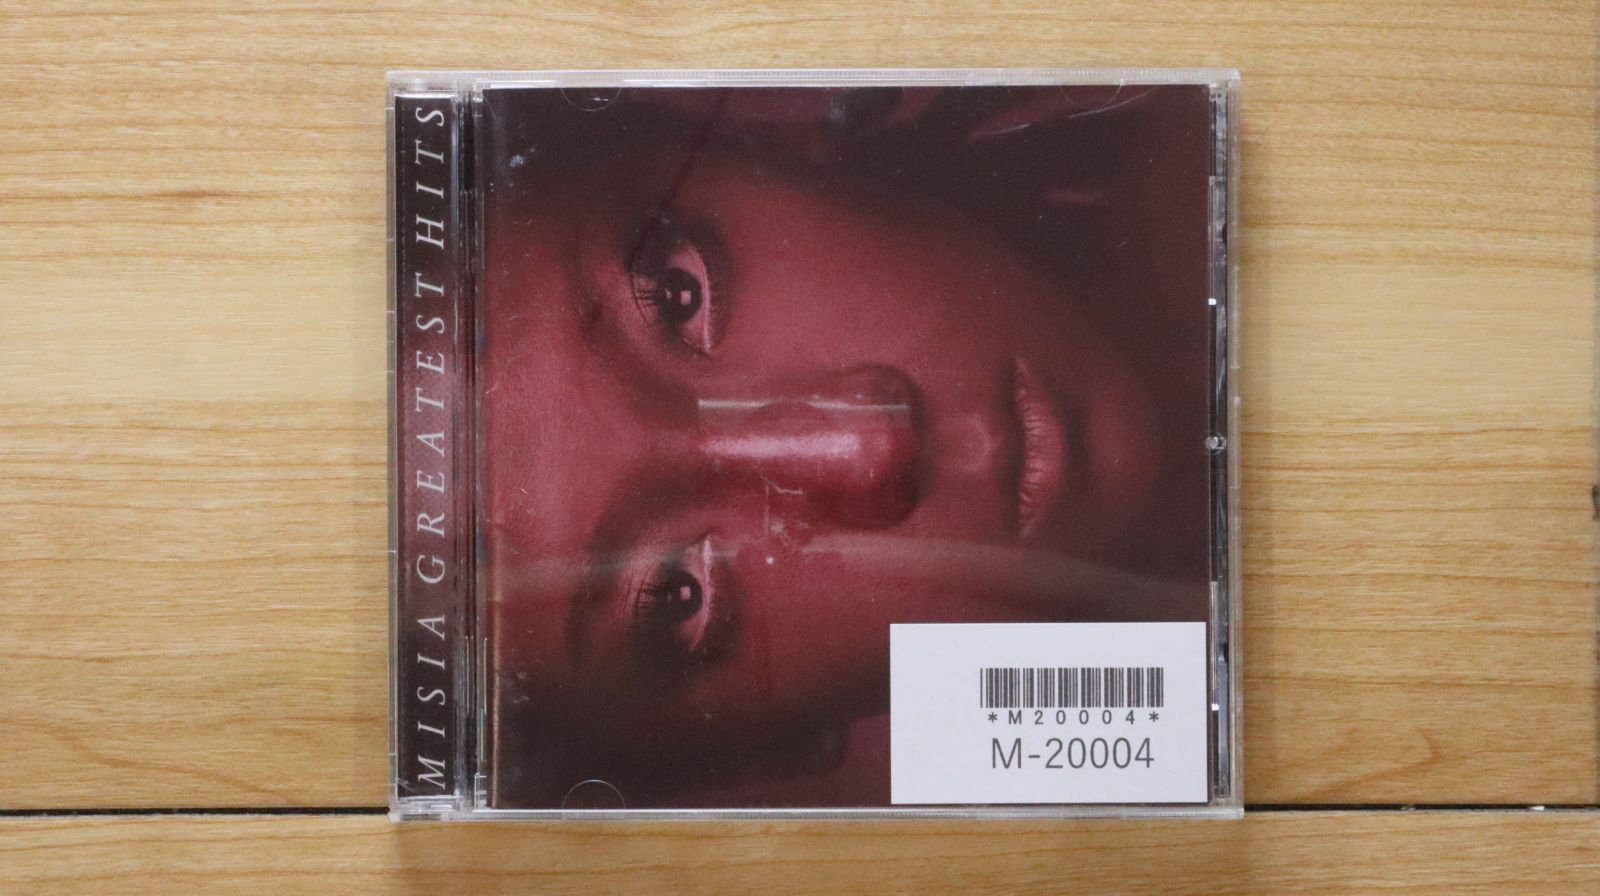 MISIA GREATEST HITS
*M20004*
M-20004